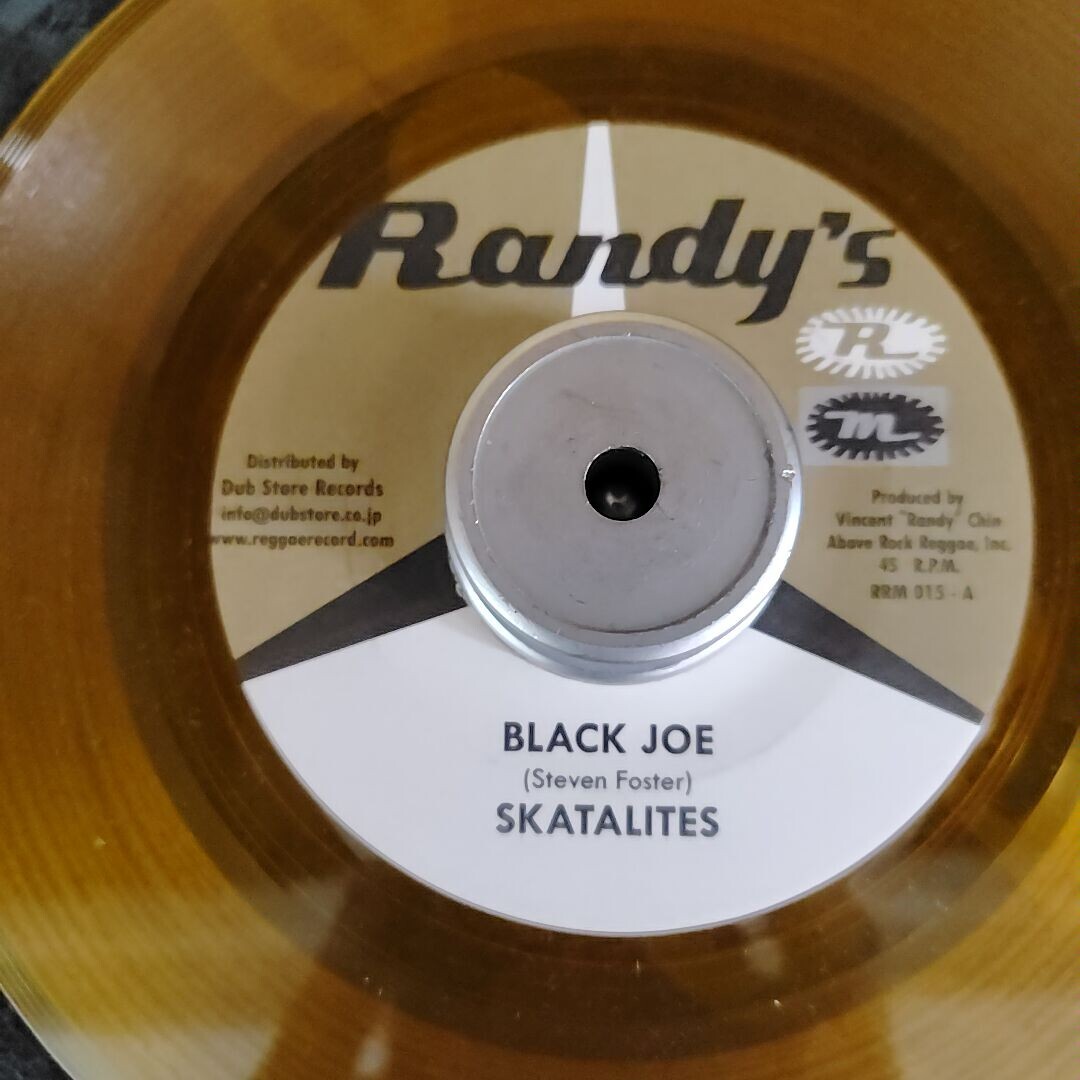 Randy's
R
m
Distributed by
Dub Store Records
info@dubstore.co.jp
www.reggaerecord.com
Produced by
Vincent "Randy" Chin
Above Rock Reggae, Inc.
45 R.P.M.
RRM 015 - A
BLACK JOE
(Steven Foster)
SKATALITES